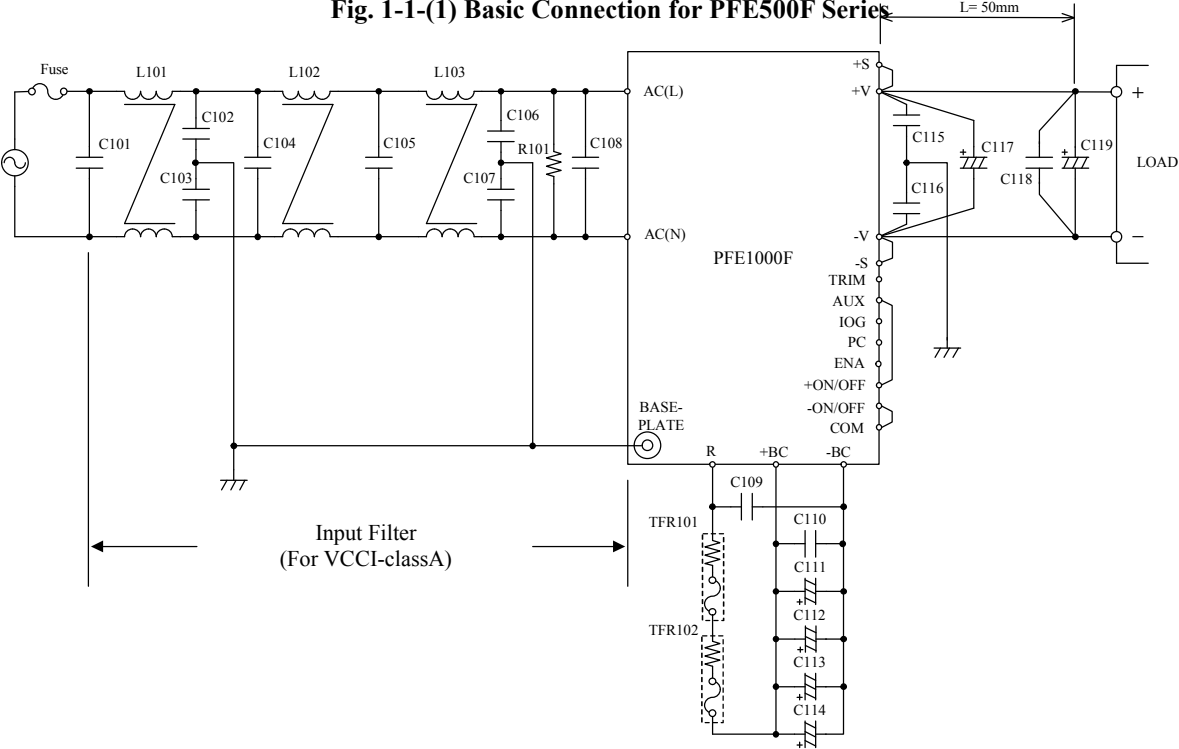 Fig. 1-1-(1) Basic Connection for PFE500F Series
L= 50mm
Fuse
L101
L102
L103
C101
C102
C103
C104
C105
C106
C107
R101
C108
AC(L)
AC(N)
PFE1000F
+S
+V
-V
-S
TRIM
AUX
IOG
PC
ENA
+ON/OFF
-ON/OFF
COM
C115
C116
C117
C118
C119
+
LOAD
−
BASE-
PLATE
R
+BC
-BC
Input Filter
(For VCCI-classA)
C109
TFR101
TFR102
C110
C111
+
C112
+
C113
+
C114
+
+
+